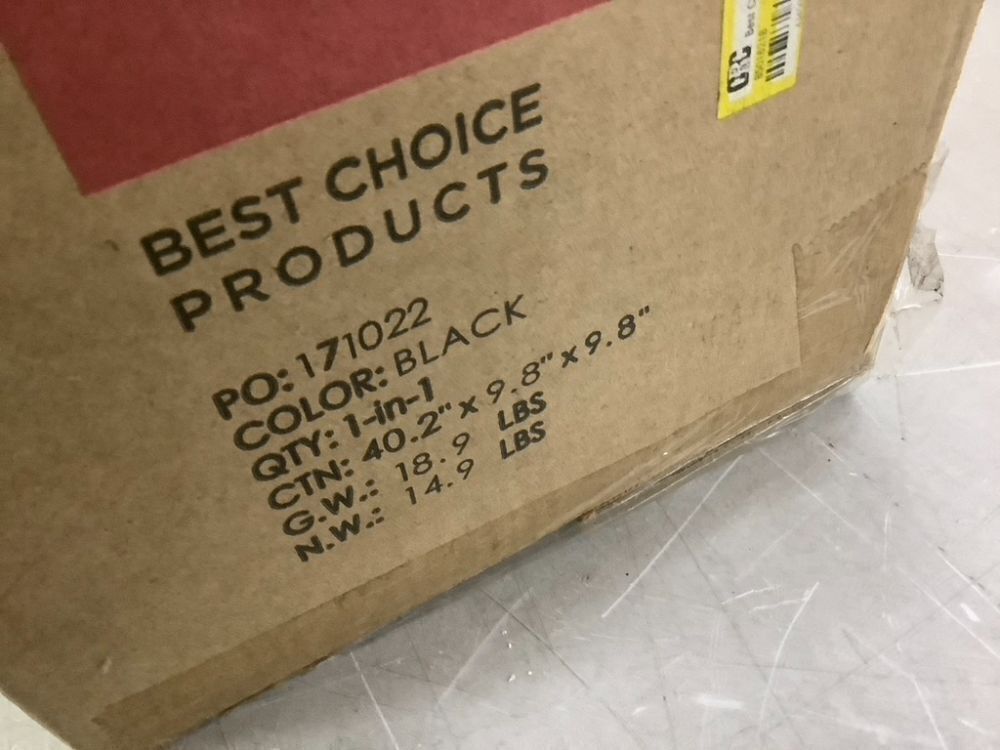 BEST CHOICE
PRODUCTS
PO: 171022
COLOR: BLACK
QTY: 1-in-1
CTN: 40.2" x 9.8" x 9.8"
G.W.: 18.9 LBS
N.W.: 14.9 LBS
Best C